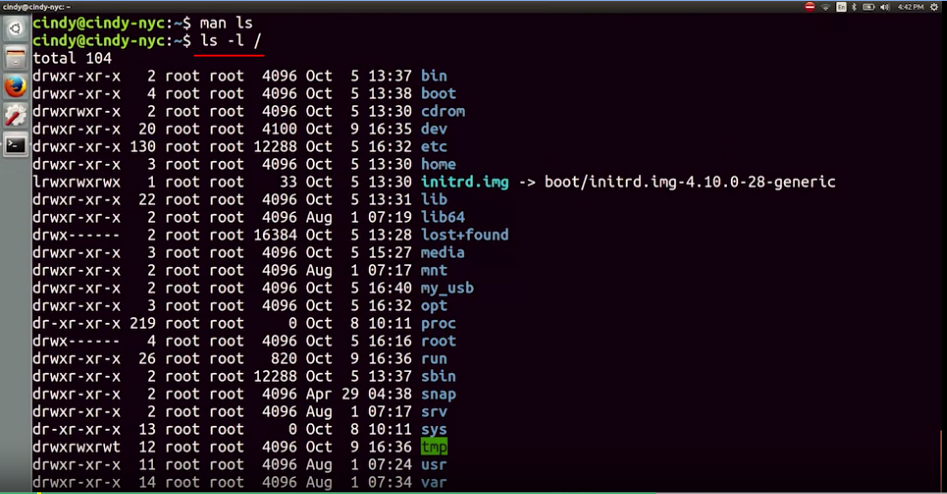 cindy@cindy-nyc: ~ En 4:42 PM
cindy@cindy-nyc:~$ man ls
cindy@cindy-nyc:~$ ls -l /
total 104
drwxr-xr-x   2 root root  4096 Oct  5 13:37 bin
drwxr-xr-x   4 root root  4096 Oct  5 13:38 boot
drwxrwxr-x   2 root root  4096 Oct  5 13:30 cdrom
drwxr-xr-x  20 root root  4100 Oct  9 16:35 dev
drwxr-xr-x 130 root root 12288 Oct  5 16:32 etc
drwxr-xr-x   3 root root  4096 Oct  5 13:30 home
lrwxrwxrwx   1 root root    33 Oct  5 13:30 initrd.img -> boot/initrd.img-4.10.0-28-generic
drwxr-xr-x  22 root root  4096 Oct  5 13:31 lib
drwxr-xr-x   2 root root  4096 Aug  1 07:19 lib64
drwx------   2 root root 16384 Oct  5 13:28 lost+found
drwxr-xr-x   3 root root  4096 Oct  5 15:27 media
drwxr-xr-x   2 root root  4096 Aug  1 07:17 mnt
drwxr-xr-x   2 root root  4096 Oct  5 16:40 my_usb
drwxr-xr-x   3 root root  4096 Oct  5 16:32 opt
dr-xr-xr-x 219 root root     0 Oct  8 10:11 proc
drwx------   4 root root  4096 Oct  5 16:16 root
drwxr-xr-x  26 root root   820 Oct  9 16:36 run
drwxr-xr-x   2 root root 12288 Oct  5 13:37 sbin
drwxr-xr-x   2 root root  4096 Apr 29 04:38 snap
drwxr-xr-x   2 root root  4096 Aug  1 07:17 srv
dr-xr-xr-x  13 root root     0 Oct  8 10:11 sys
drwxrwxrwt  12 root root  4096 Oct  9 16:36 tmp
drwxr-xr-x  11 root root  4096 Aug  1 07:24 usr
drwxr-xr-x  14 root root  4096 Aug  1 07:28 var